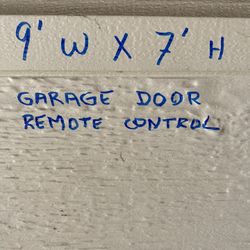 9' W X 7' H
GARAGE DOOR
REMOTE CONTROL